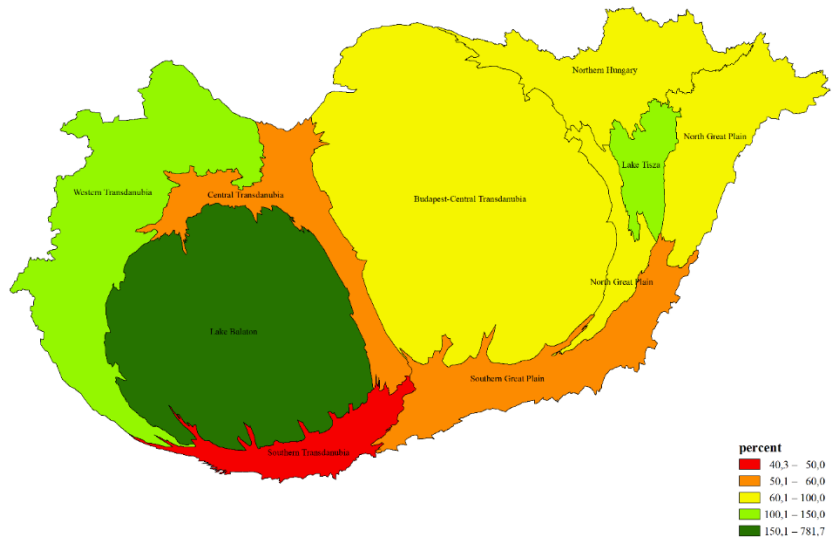 Northern Hungary
North Great Plain
Lake Tisza
Western Transdanubia
Central Transdanubia
Budapest-Central Transdanubia
North Great Plain
Lake Balaton
Southern Great Plain
Southern Transdanubia
percent
40,3 – 50,0
50,1 – 60,0
60,1 – 100,0
100,1 – 150,0
150,1 – 781,7